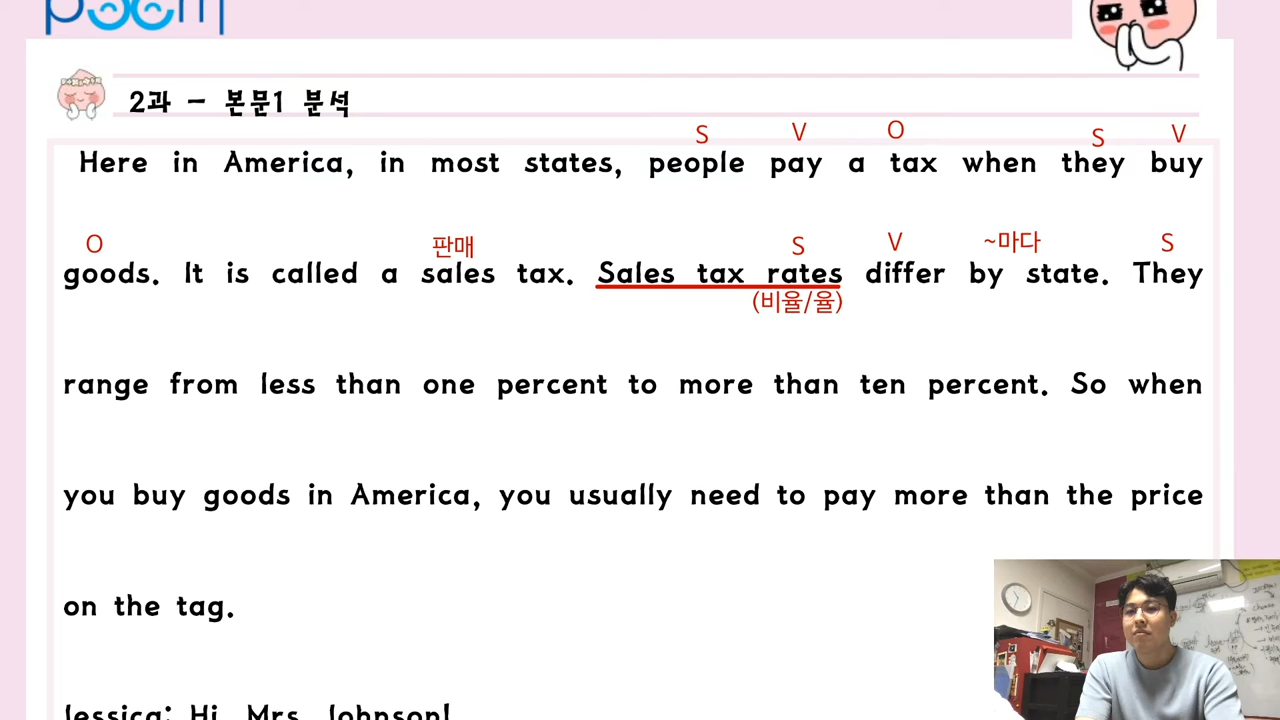 poem
2과 - 본문1 분석
S V O S V
Here in America, in most states, people pay a tax when they buy
O 판매 S V ~마다 S
goods. It is called a sales tax. Sales tax rates differ by state. They
(비율/율)
range from less than one percent to more than ten percent. So when
you buy goods in America, you usually need to pay more than the price
on the tag.
Jessica: Hi, Mrs. Johnson!